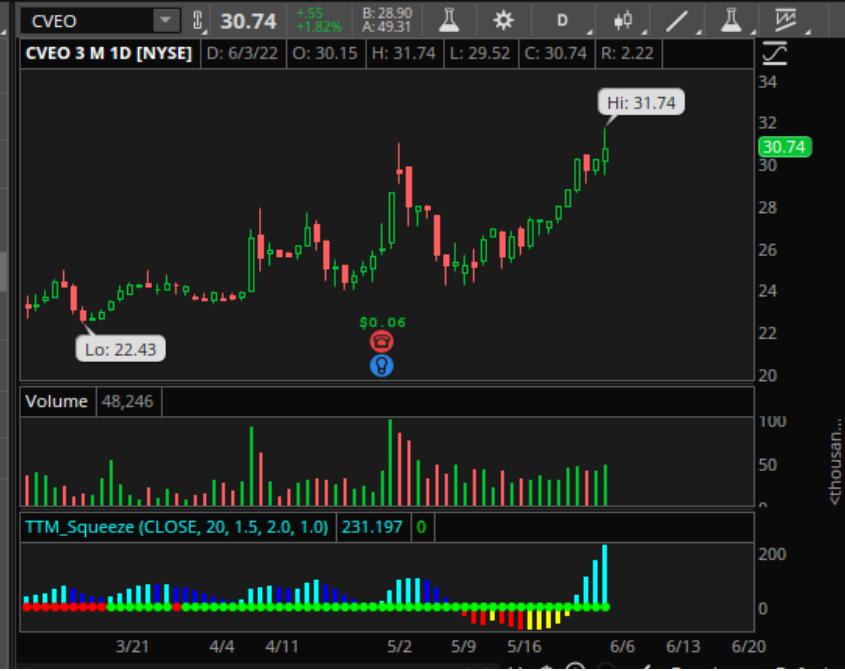 CVEO
30.74
+.55
+1.82%
B: 28.90
A: 49.31
D
CVEO 3 M 1D [NYSE] D: 6/3/22 O: 30.15 H: 31.74 L: 29.52 C: 30.74 R: 2.22
34
Hi: 31.74
32
30.74
30
28
26
24
$0.06
22
Lo: 22.43
20
Volume 48,246
100
50
<thousan...
TTM_Squeeze (CLOSE, 20, 1.5, 2.0, 1.0) 231.197 0
200
0
3/21 4/4 4/11 5/2 5/9 5/16 6/6 6/13 6/20